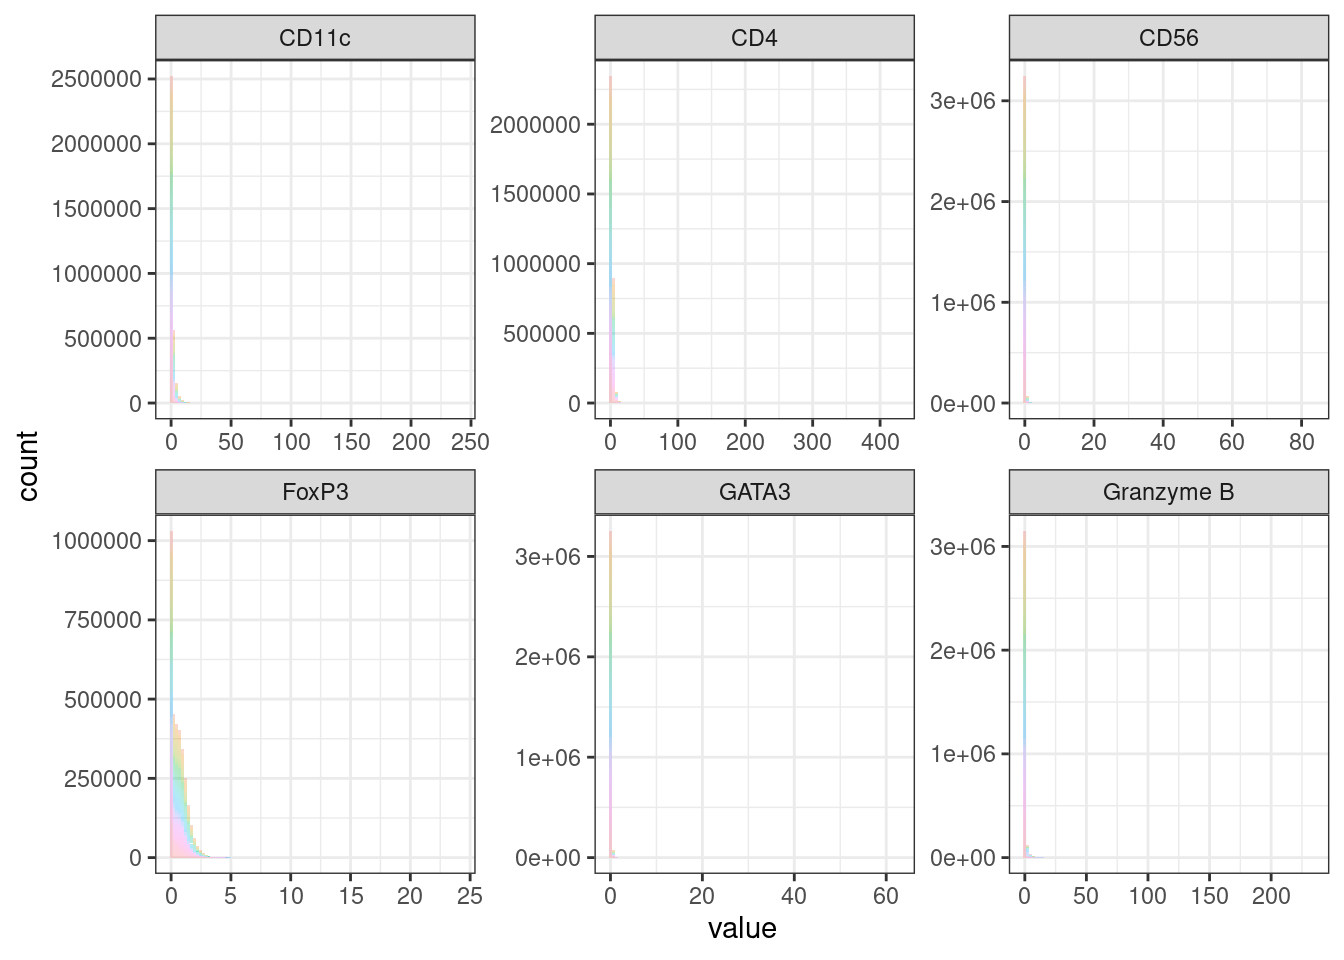 CD11c CD4 CD56
2500000
2000000
1500000
1000000
500000
0
2000000
1500000
1000000
500000
0
3e+06
2e+06
1e+06
0e+00
0 50 100 150 200 250
0 100 200 300 400
0 20 40 60 80
count
FoxP3 GATA3 Granzyme B
1000000
750000
500000
250000
0
3e+06
2e+06
1e+06
0e+00
3e+06
2e+06
1e+06
0e+00
0 5 10 15 20 25
0 20 40 60
0 50 100 150 200
value